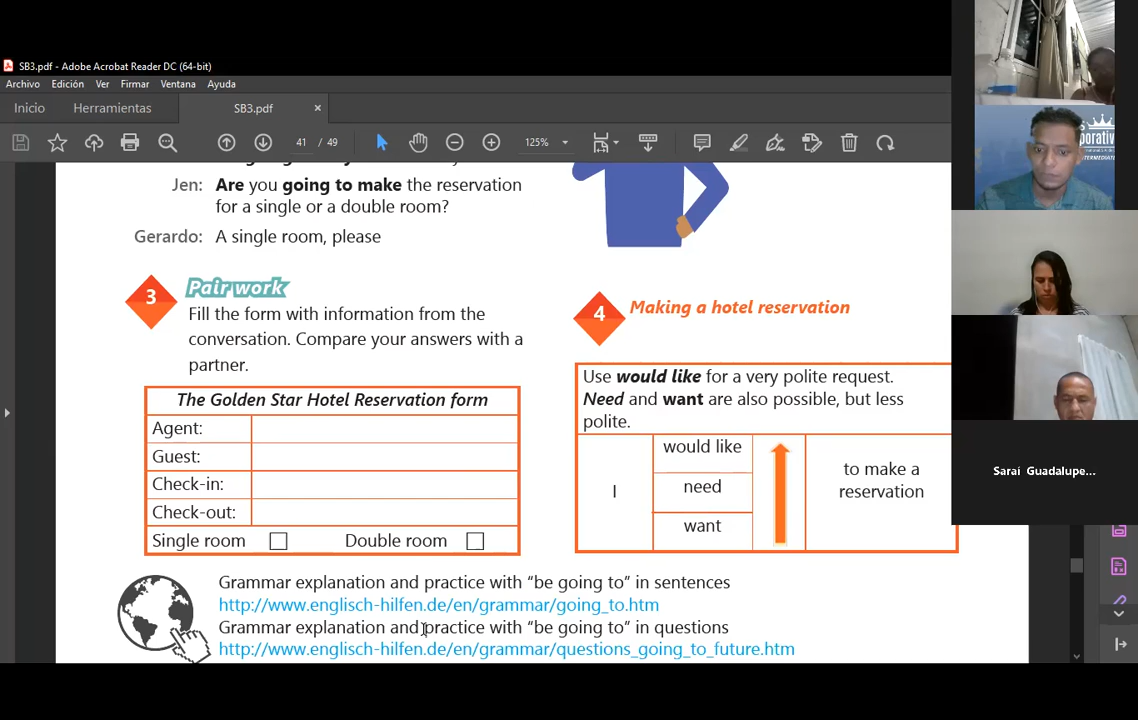 SB3.pdf - Adobe Acrobat Reader DC (64-bit)
Archivo Edición Ver Firmar Ventana Ayuda
Inicio Herramientas SB3.pdf ×
41 / 49 125%
Jen: Are you going to make the reservation
for a single or a double room?
Gerardo: A single room, please
3 Pair work
Fill the form with information from the
conversation. Compare your answers with a
partner.
The Golden Star Hotel Reservation form
Agent:
Guest:
Check-in:
Check-out:
Single room Double room
4 Making a hotel reservation
Use would like for a very polite request.
Need and want are also possible, but less
polite.
I
would like
need
want
to make a
reservation
Grammar explanation and practice with “be going to” in sentences
http://www.englisch-hilfen.de/en/grammar/going_to.htm
Grammar explanation and practice with “be going to” in questions
http://www.englisch-hilfen.de/en/grammar/questions_going_to_future.htm
Saraí Guadalupe...